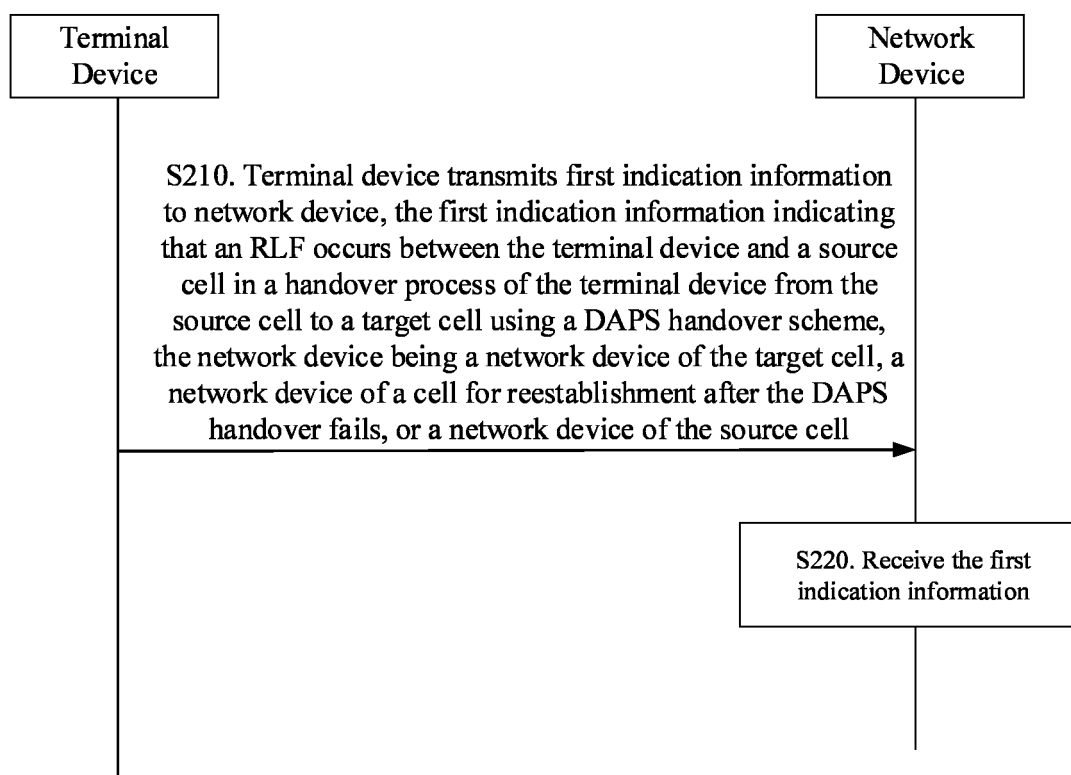 Terminal
Device
Network
Device
S210. Terminal device transmits first indication information
to network device, the first indication information indicating
that an RLF occurs between the terminal device and a source
cell in a handover process of the terminal device from the
source cell to a target cell using a DAPS handover scheme,
the network device being a network device of the target cell, a
network device of a cell for reestablishment after the DAPS
handover fails, or a network device of the source cell
S220. Receive the first
indication information